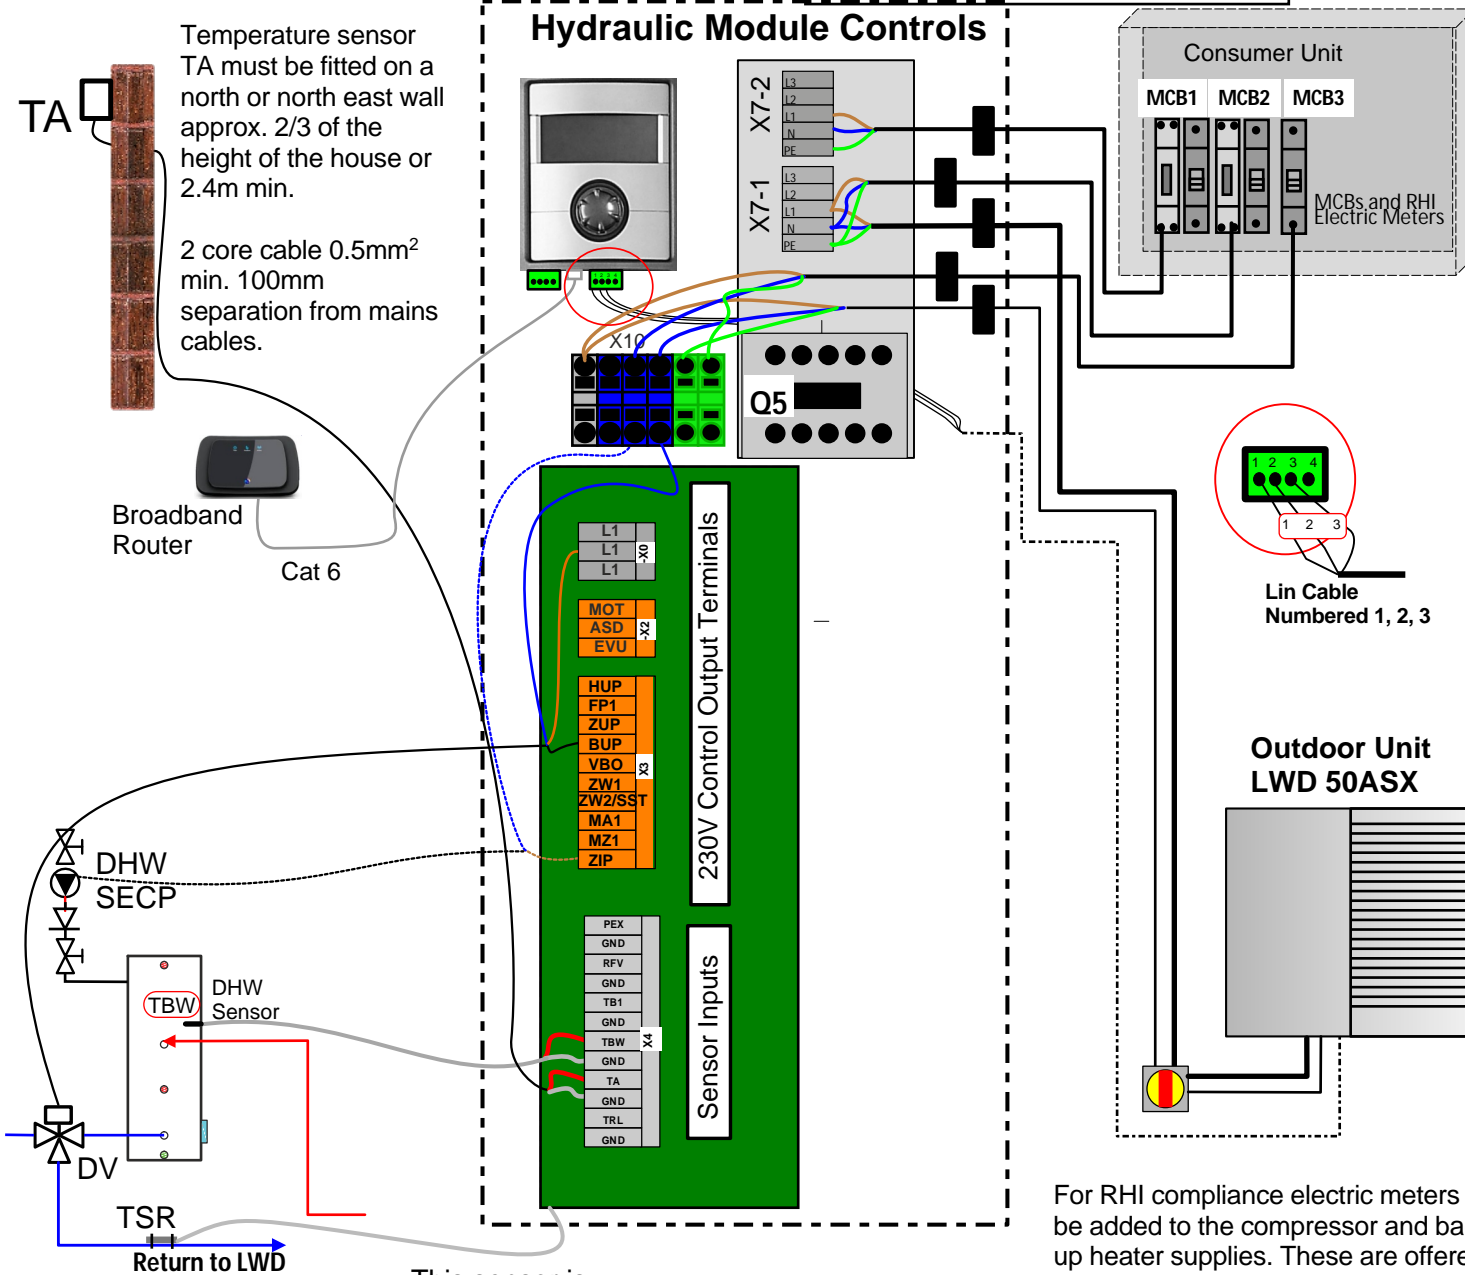 Hydraulic Module Controls
Temperature sensor
TA must be fitted on a
north or north east wall
approx. 2/3 of the
height of the house or
2.4m min.
2 core cable 0.5mm2
min. 100mm
separation from mains
cables.
TA
Broadband
Router
Cat 6
X7-2
L3
L2
L1
N
PE
X7-1
L3
L2
L1
N
PE
Consumer Unit
MCB1 MCB2 MCB3
MCBs and RHI
Electric Meters
X10
Q5
1 2 3 4
1 2 3
Lin Cable
Numbered 1, 2, 3
L1
L1
L1
-X0
MOT
ASD
EVU
-X2
HUP
FP1
ZUP
BUP
VBO
ZW1
ZW2/SST
MA1
MZ1
ZIP
X3
230V Control Output Terminals
PEX
GND
RFV
GND
TB1
GND
TBW
GND
TA
GND
TRL
GND
X4
Sensor Inputs
Outdoor Unit
LWD 50ASX
DHW
SECP
TBW
DHW
Sensor
DV
TSR
Return to LWD
For RHI compliance electric meters
be added to the compressor and ba
up heater supplies. These are offere